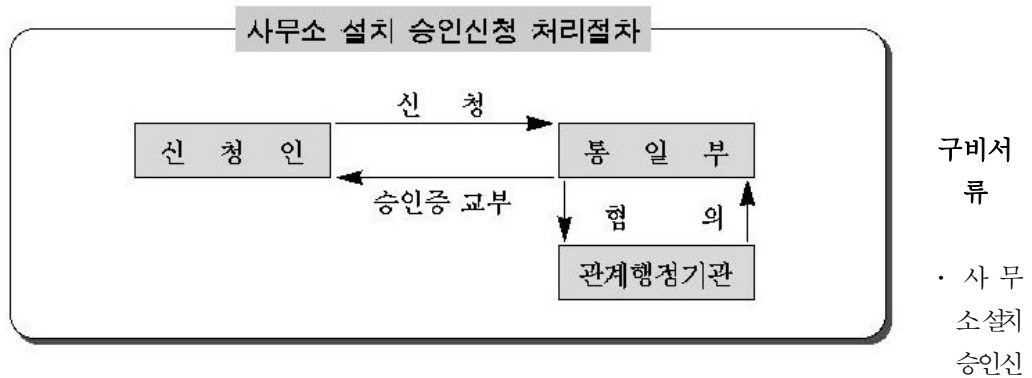 사무소 설치 승인신청 처리절차
신 청
신 청 인
통 일 부
승인증 교부
협 의
관계행정기관
구비서
류
· 사 무
소설치
승인신